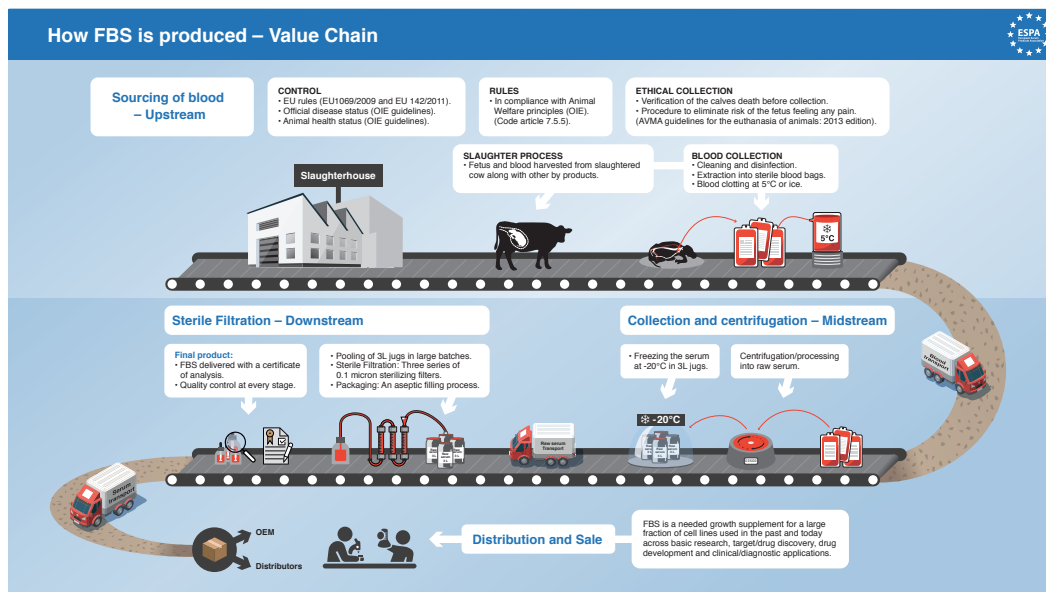 How FBS is produced – Value Chain
ESPA
Sourcing of blood
– Upstream
CONTROL
• EU rules (EU1069/2009 and EU 142/2011).
• Official disease status (OIE guidelines).
• Animal health status (OIE guidelines).
RULES
• In compliance with Animal
Welfare principles (OIE).
(Code article 7.5.5).
ETHICAL COLLECTION
• Verification of the calves death before collection.
• Procedure to eliminate risk of the fetus feeling any pain.
(AVMA guidelines for the euthanasia of animals: 2013 edition).
SLAUGHTER PROCESS
• Fetus and blood harvested from slaughtered
cow along with other by products.
BLOOD COLLECTION
• Cleaning and disinfection.
• Extraction into sterile blood bags.
• Blood clotting at 5°C or ice.
Slaughterhouse
5°C
Sterile Filtration – Downstream
Collection and centrifugation – Midstream
Final product:
• FBS delivered with a certificate
of analysis.
• Quality control at every stage.
• Pooling of 3L jugs in large batches.
• Sterile Filtration: Three series of
0.1 micron sterilizing filters.
• Packaging: An aseptic filling process.
• Freezing the serum
at -20°C in 3L jugs.
Centrifugation/processing
into raw serum.
Blood
transport
-20°C
Raw serum
transport
Serum
transport
OEM
Distributors
Distribution and Sale
FBS is a needed growth supplement for a large
fraction of cell lines used in the past and today
across basic research, target/drug discovery, drug
development and clinical/diagnostic applications.